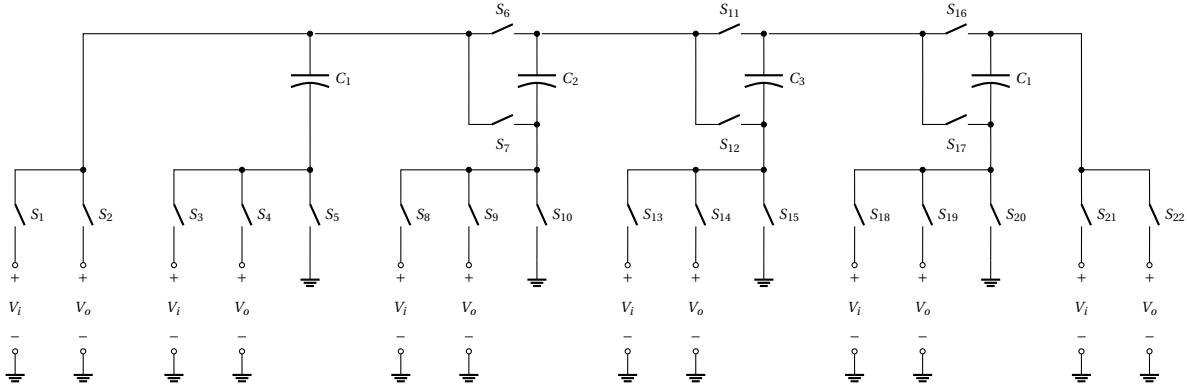 S6 S11 S16
C1 C2 C3 C1
S7 S12 S17
S1 S2 S3 S4 S5 S8 S9 S10 S13 S14 S15 S18 S19 S20 S21 S22
+ + + + + + + + + + + +
Vi Vo Vi Vo Vi Vo Vi Vo Vi Vo Vi Vo
− − − − − − − − − − − −